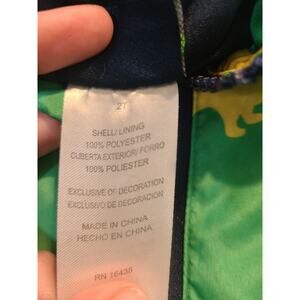 2T
SHELL/ LINING
100% POLYESTER
CUBIERTA EXTERIOR/ FORRO
100% POLIESTER
EXCLUSIVE OF DECORATION
EXCLUSIVO DE DECORACION
MADE IN CHINA
HECHO EN CHINA
RN 16435